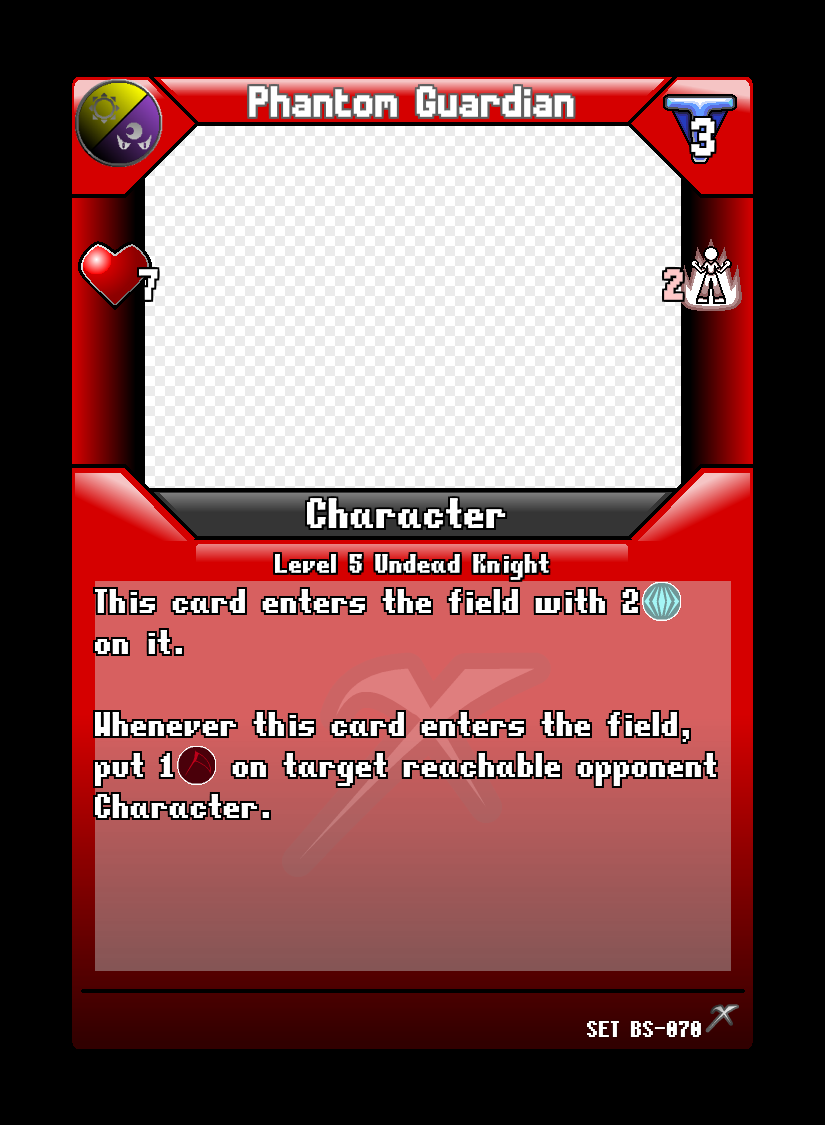 Phantom Guardian
3
7
2
Character
Level 5 Undead Knight
This card enters the field with 2
on it.
Whenever this card enters the field,
put 1 on target reachable opponent
Character.
SET BS-070